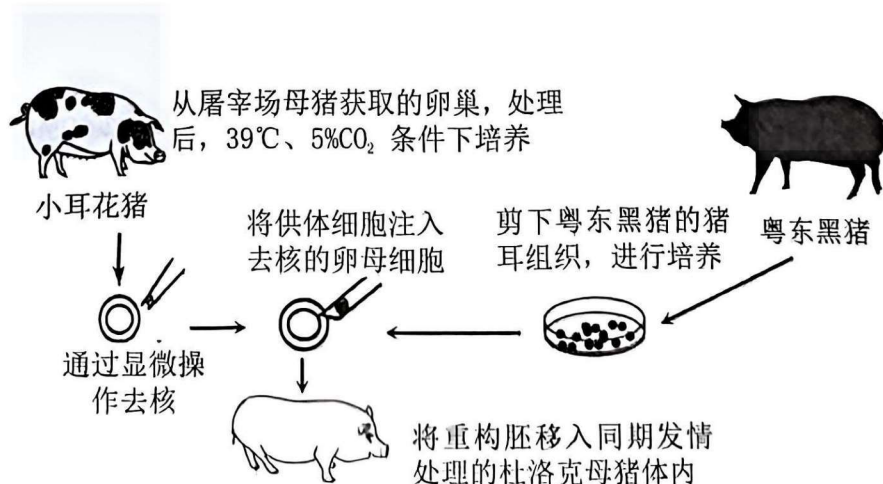 从屠宰场母猪获取的卵巢，处理
后，39℃、5%CO₂ 条件下培养
小耳花猪
将供体细胞注入
去核的卵母细胞
剪下粤东黑猪的猪
耳组织，进行培养
粤东黑猪
通过显微操
作去核
将重构胚移入同期发情
处理的杜洛克母猪体内